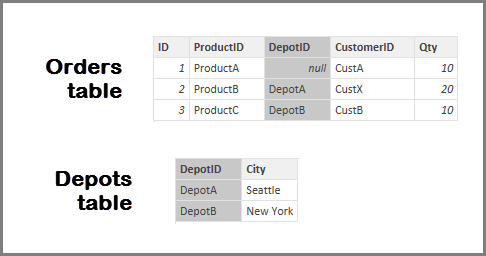 Orders
table
ID ProductID DepotID CustomerID Qty
1 ProductA null CustA 10
2 ProductB DepotA CustX 20
3 ProductC DepotB CustB 10
Depots
table
DepotID City
DepotA Seattle
DepotB New York